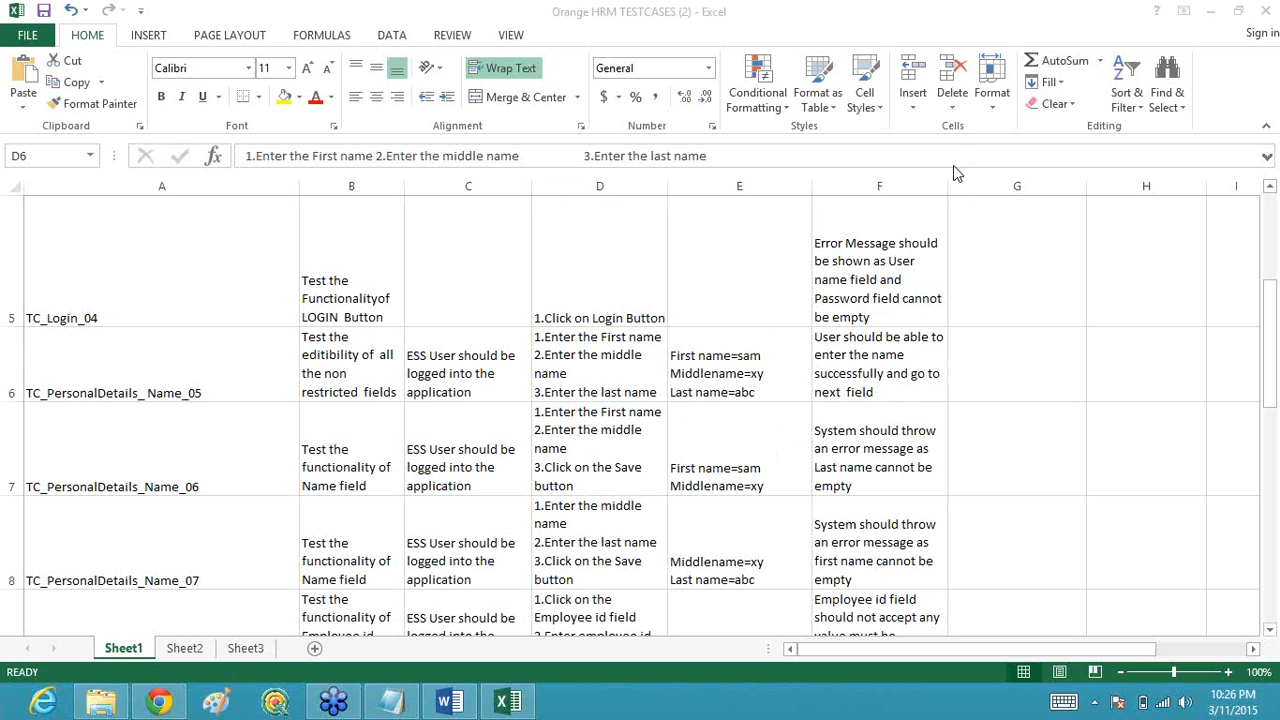 Orange HRM TESTCASES (2) - Excel
FILE HOME INSERT PAGE LAYOUT FORMULAS DATA REVIEW VIEW Sign in
Paste Cut Copy Format Painter
Calibri 11
B I U A
Wrap Text
Merge & Center
General
$ % ,
Conditional Formatting Format as Table Cell Styles
Insert Delete Format
AutoSum Fill Clear
Sort & Filter Find & Select
Clipboard Font Alignment Number Styles Cells Editing
D6 fx 1.Enter the First name 2.Enter the middle name 3.Enter the last name
A B C D E F G H I
5 TC_Login_04
Test the
Functionalityof
LOGIN Button
1.Click on Login Button
Error Message should
be shown as User
name field and
Password field cannot
be empty
6 TC_PersonalDetails_ Name_05
Test the
editibility of all
the non
restricted fields
ESS User should be
logged into the
application
1.Enter the First name
2.Enter the middle
name
3.Enter the last name
First name=sam
Middlename=xy
Last name=abc
User should be able to
enter the name
successfully and go to
next field
7 TC_PersonalDetails_Name_06
Test the
functionality of
Name field
ESS User should be
logged into the
application
1.Enter the First name
2.Enter the middle
name
3.Click on the Save
button
First name=sam
Middlename=xy
System should throw
an error message as
Last name cannot be
empty
8 TC_PersonalDetails_Name_07
Test the
functionality of
Name field
ESS User should be
logged into the
application
1.Enter the middle
name
2.Enter the last name
3.Click on the Save
button
Middlename=xy
Last name=abc
System should throw
an error message as
first name cannot be
empty
Test the
functionality of
Employee id
ESS User should be
logged into the
1.Click on the
Employee id field
2.Enter employee id
Employee id field
should not accept any
value must be
Sheet1 Sheet2 Sheet3
READY 100%
10:26 PM
3/11/2015